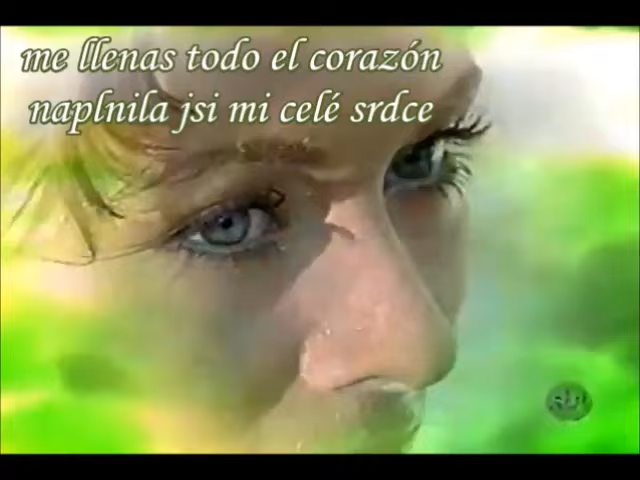 me llenas todo el corazón
naplnila jsi mi celé srdce